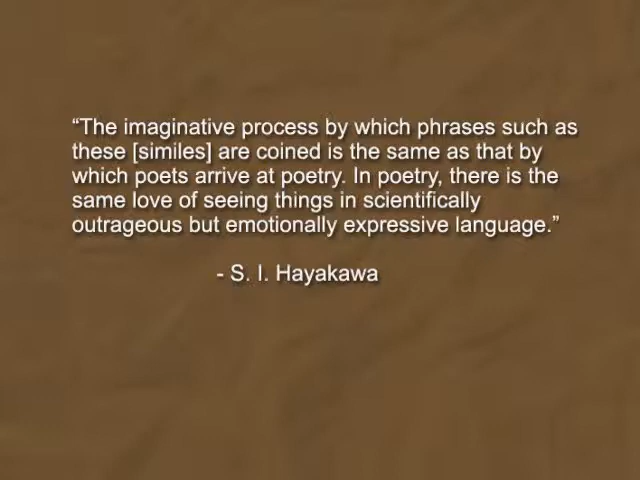 “The imaginative process by which phrases such as
these [similes] are coined is the same as that by
which poets arrive at poetry. In poetry, there is the
same love of seeing things in scientifically
outrageous but emotionally expressive language.”
- S. I. Hayakawa